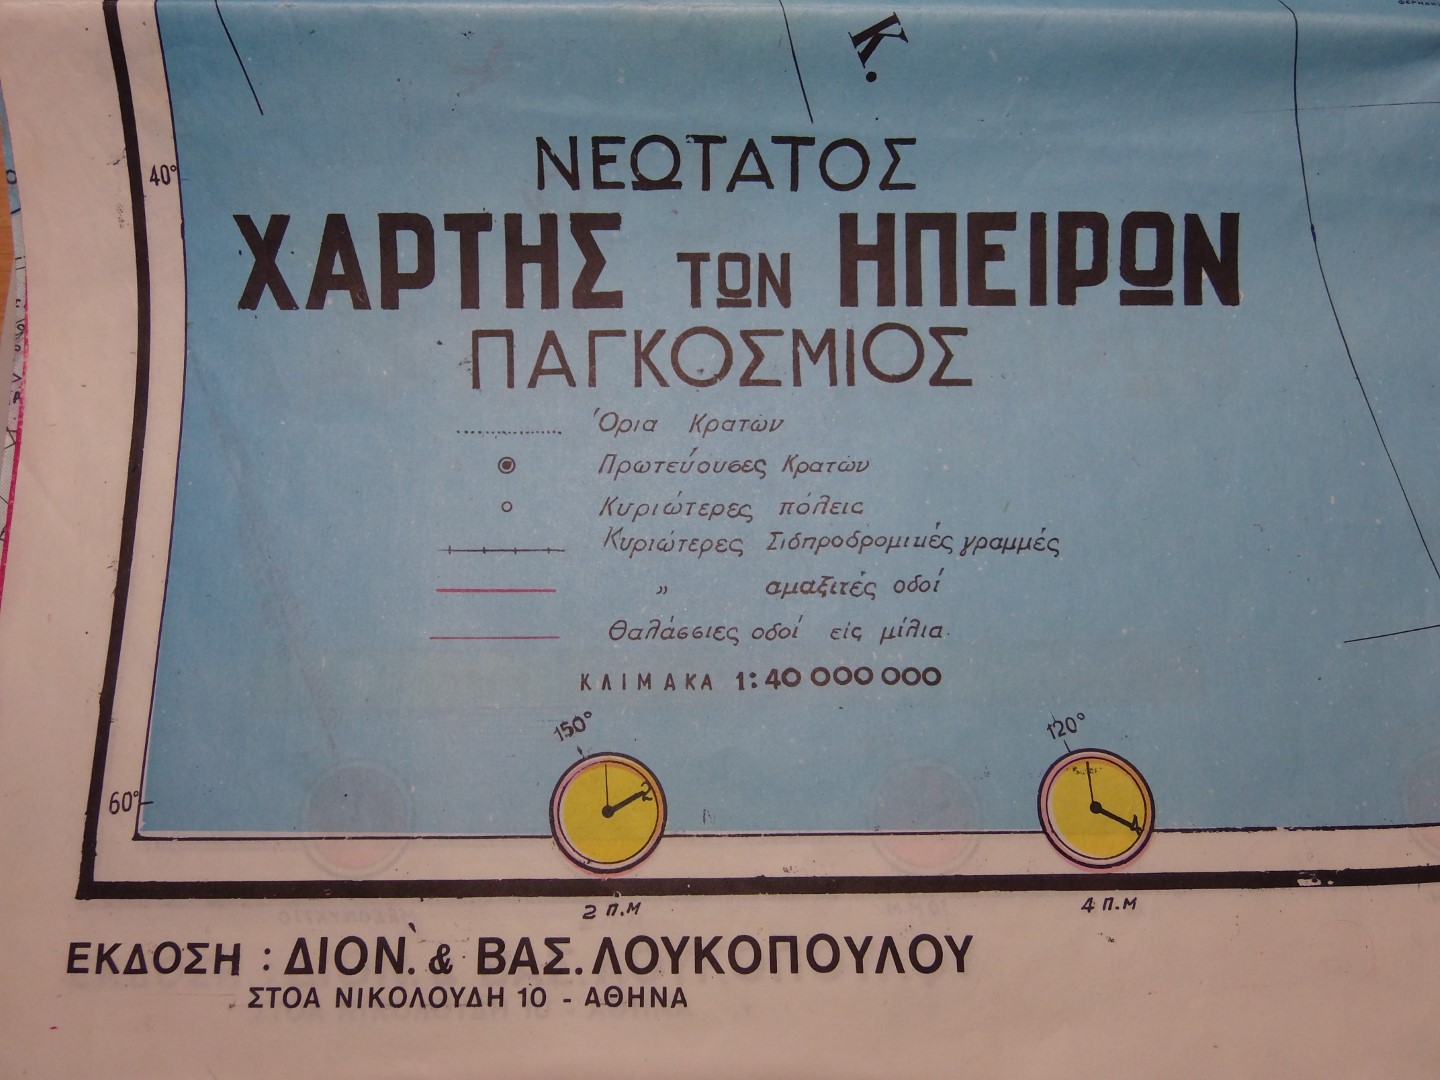 Κ.
40°
ΝΕΩΤΑΤΟΣ
ΧΑΡΤΗΣ ΤΩΝ ΗΠΕΙΡΩΝ
ΠΑΓΚΟΣΜΙΟΣ
Όρια Κρατών
Πρωτεύουσες Κρατών
Κυριώτερες πόλεις
Κυριώτερες Σιδηροδρομικές γραμμές
„ αμαξιτές οδοί
Θαλάσσιες οδοί είς μίλια.
ΚΛΙΜΑΚΑ 1:40 000 000
150° 120°
60°
2 4
2 Π.Μ 4 Π.Μ
ΕΚΔΟΣΗ : ΔΙΟΝ. & ΒΑΣ. ΛΟΥΚΟΠΟΥΛΟΥ
ΣΤΟΑ ΝΙΚΟΛΟΥΔΗ 10 - ΑΘΗΝΑ